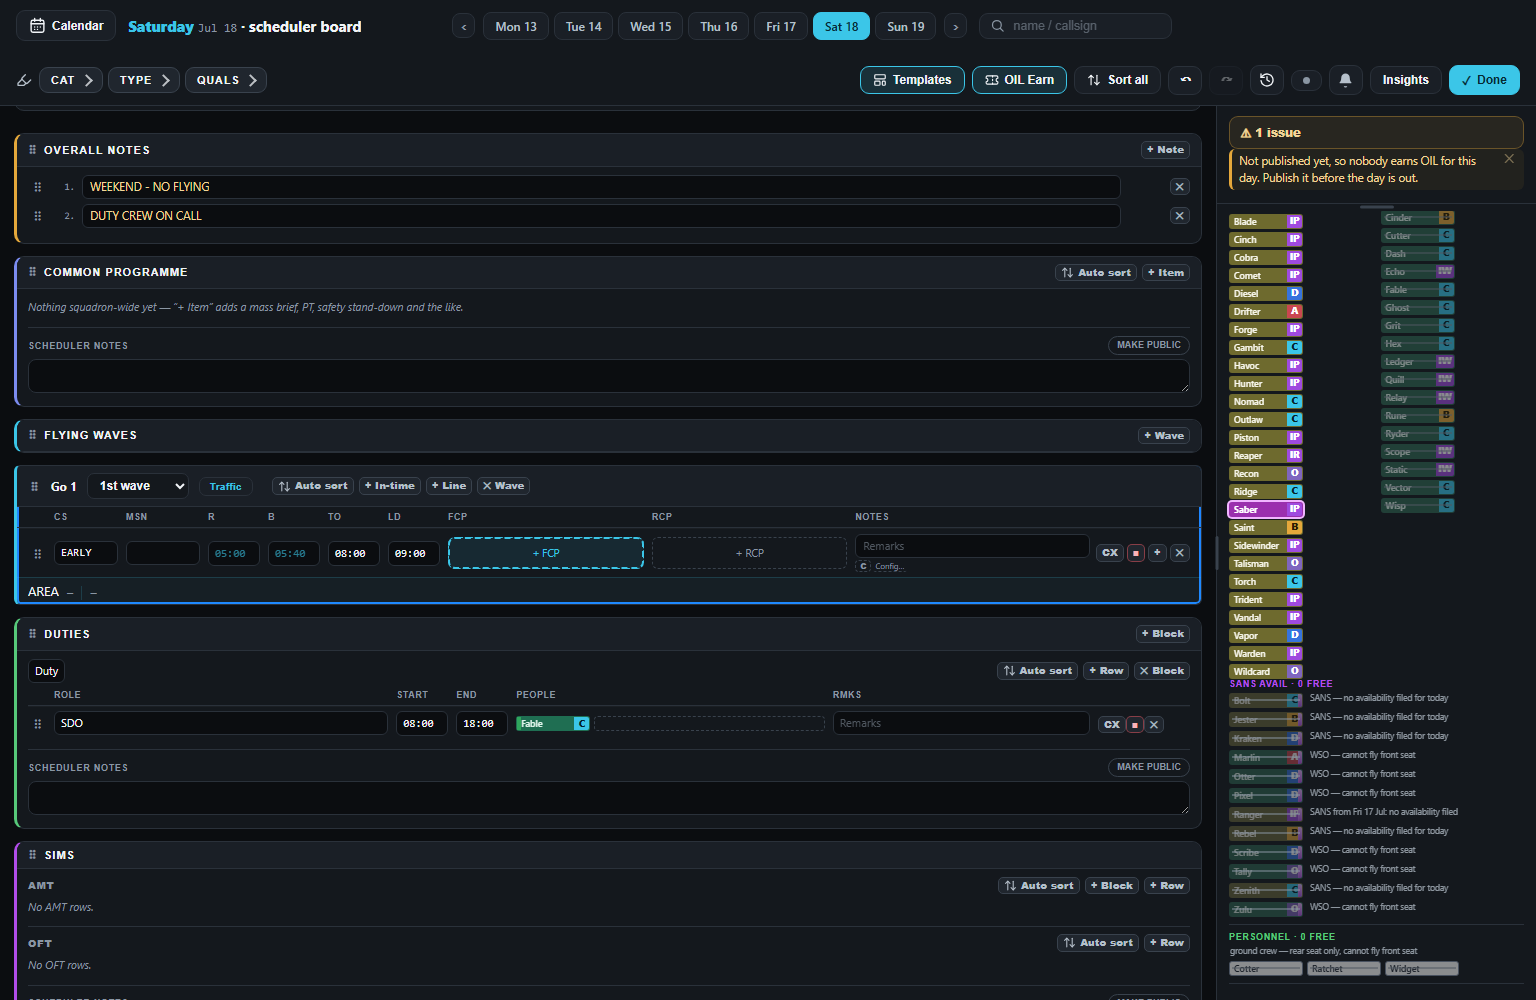 Calendar
Saturday Jul 18 · scheduler board
‹ Mon 13 Tue 14 Wed 15 Thu 16 Fri 17 Sat 18 Sun 19 ›
name / callsign
CAT TYPE QUALS
Templates OIL Earn Sort all Insights ✓ Done
OVERALL NOTES
+ Note
1. WEEKEND - NO FLYING
2. DUTY CREW ON CALL
COMMON PROGRAMME
Auto sort + Item
Nothing squadron-wide yet — "+ Item" adds a mass brief, PT, safety stand-down and the like.
SCHEDULER NOTES
MAKE PUBLIC
FLYING WAVES
+ Wave
Go 1 1st wave Traffic Auto sort + In-time + Line ✕ Wave
CS MSN R B TO LD FCP RCP NOTES
EARLY 05:00 05:40 08:00 09:00 + FCP + RCP Remarks CX + ✕
C Config...
AREA – | –
DUTIES
+ Block
Duty
Auto sort + Row ✕ Block
ROLE START END PEOPLE RMKS
SDO 08:00 18:00 Fable C Remarks CX ✕
SCHEDULER NOTES
MAKE PUBLIC
SIMS
AMT
Auto sort + Block + Row
No AMT rows.
OFT
Auto sort + Row
No OFT rows.
⚠ 1 issue
Not published yet, so nobody earns OIL for this
day. Publish it before the day is out.
Blade IP
Cinch IP
Cobra IP
Comet IP
Diesel D
Drifter A
Forge IP
Gambit C
Havoc IP
Hunter IP
Nomad C
Outlaw C
Piston IP
Reaper IR
Recon O
Ridge C
Saber IP
Saint B
Sidewinder IP
Talisman O
Torch C
Trident IP
Vandal IP
Vapor D
Warden IP
Wildcard O
Cinder B
Cutter C
Dash C
Echo
Fable C
Ghost C
Grit C
Hex C
Ledger
Quill
Relay
Rune B
Ryder C
Scope
Static
Vector C
Wisp C
SANS AVAIL · 0 FREE
Bolt C SANS — no availability filed for today
Jester B SANS — no availability filed for today
Kraken D SANS — no availability filed for today
Marlin A WSO — cannot fly front seat
Otter D WSO — cannot fly front seat
Pixel D WSO — cannot fly front seat
Ranger IP SANS from Fri 17 Jul: no availability filed
Rebel B SANS — no availability filed for today
Scribe D WSO — cannot fly front seat
Tally O WSO — cannot fly front seat
Zenith C SANS — no availability filed for today
Zulu O WSO — cannot fly front seat
PERSONNEL · 0 FREE
ground crew — rear seat only, cannot fly front seat
Cotter Ratchet Widget